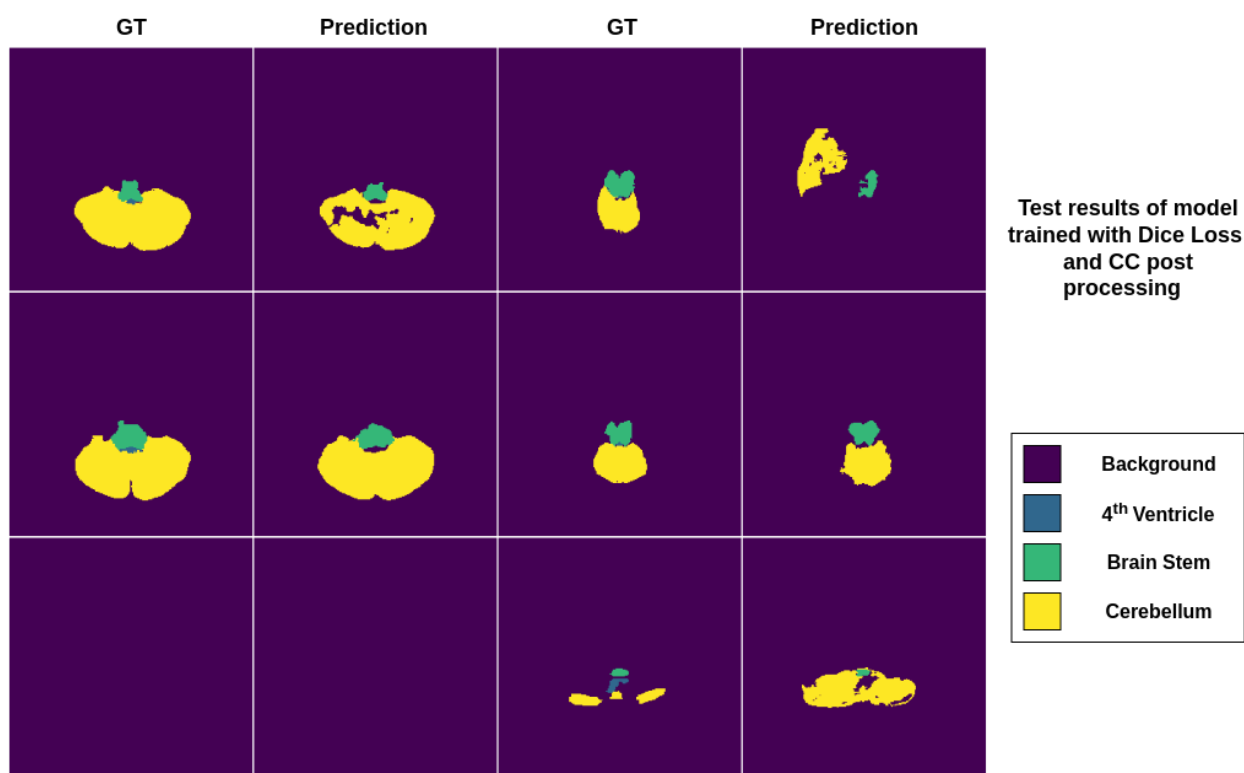 GT Prediction GT Prediction
Test results of model
trained with Dice Loss
and CC post
processing
Background
4th Ventricle
Brain Stem
Cerebellum